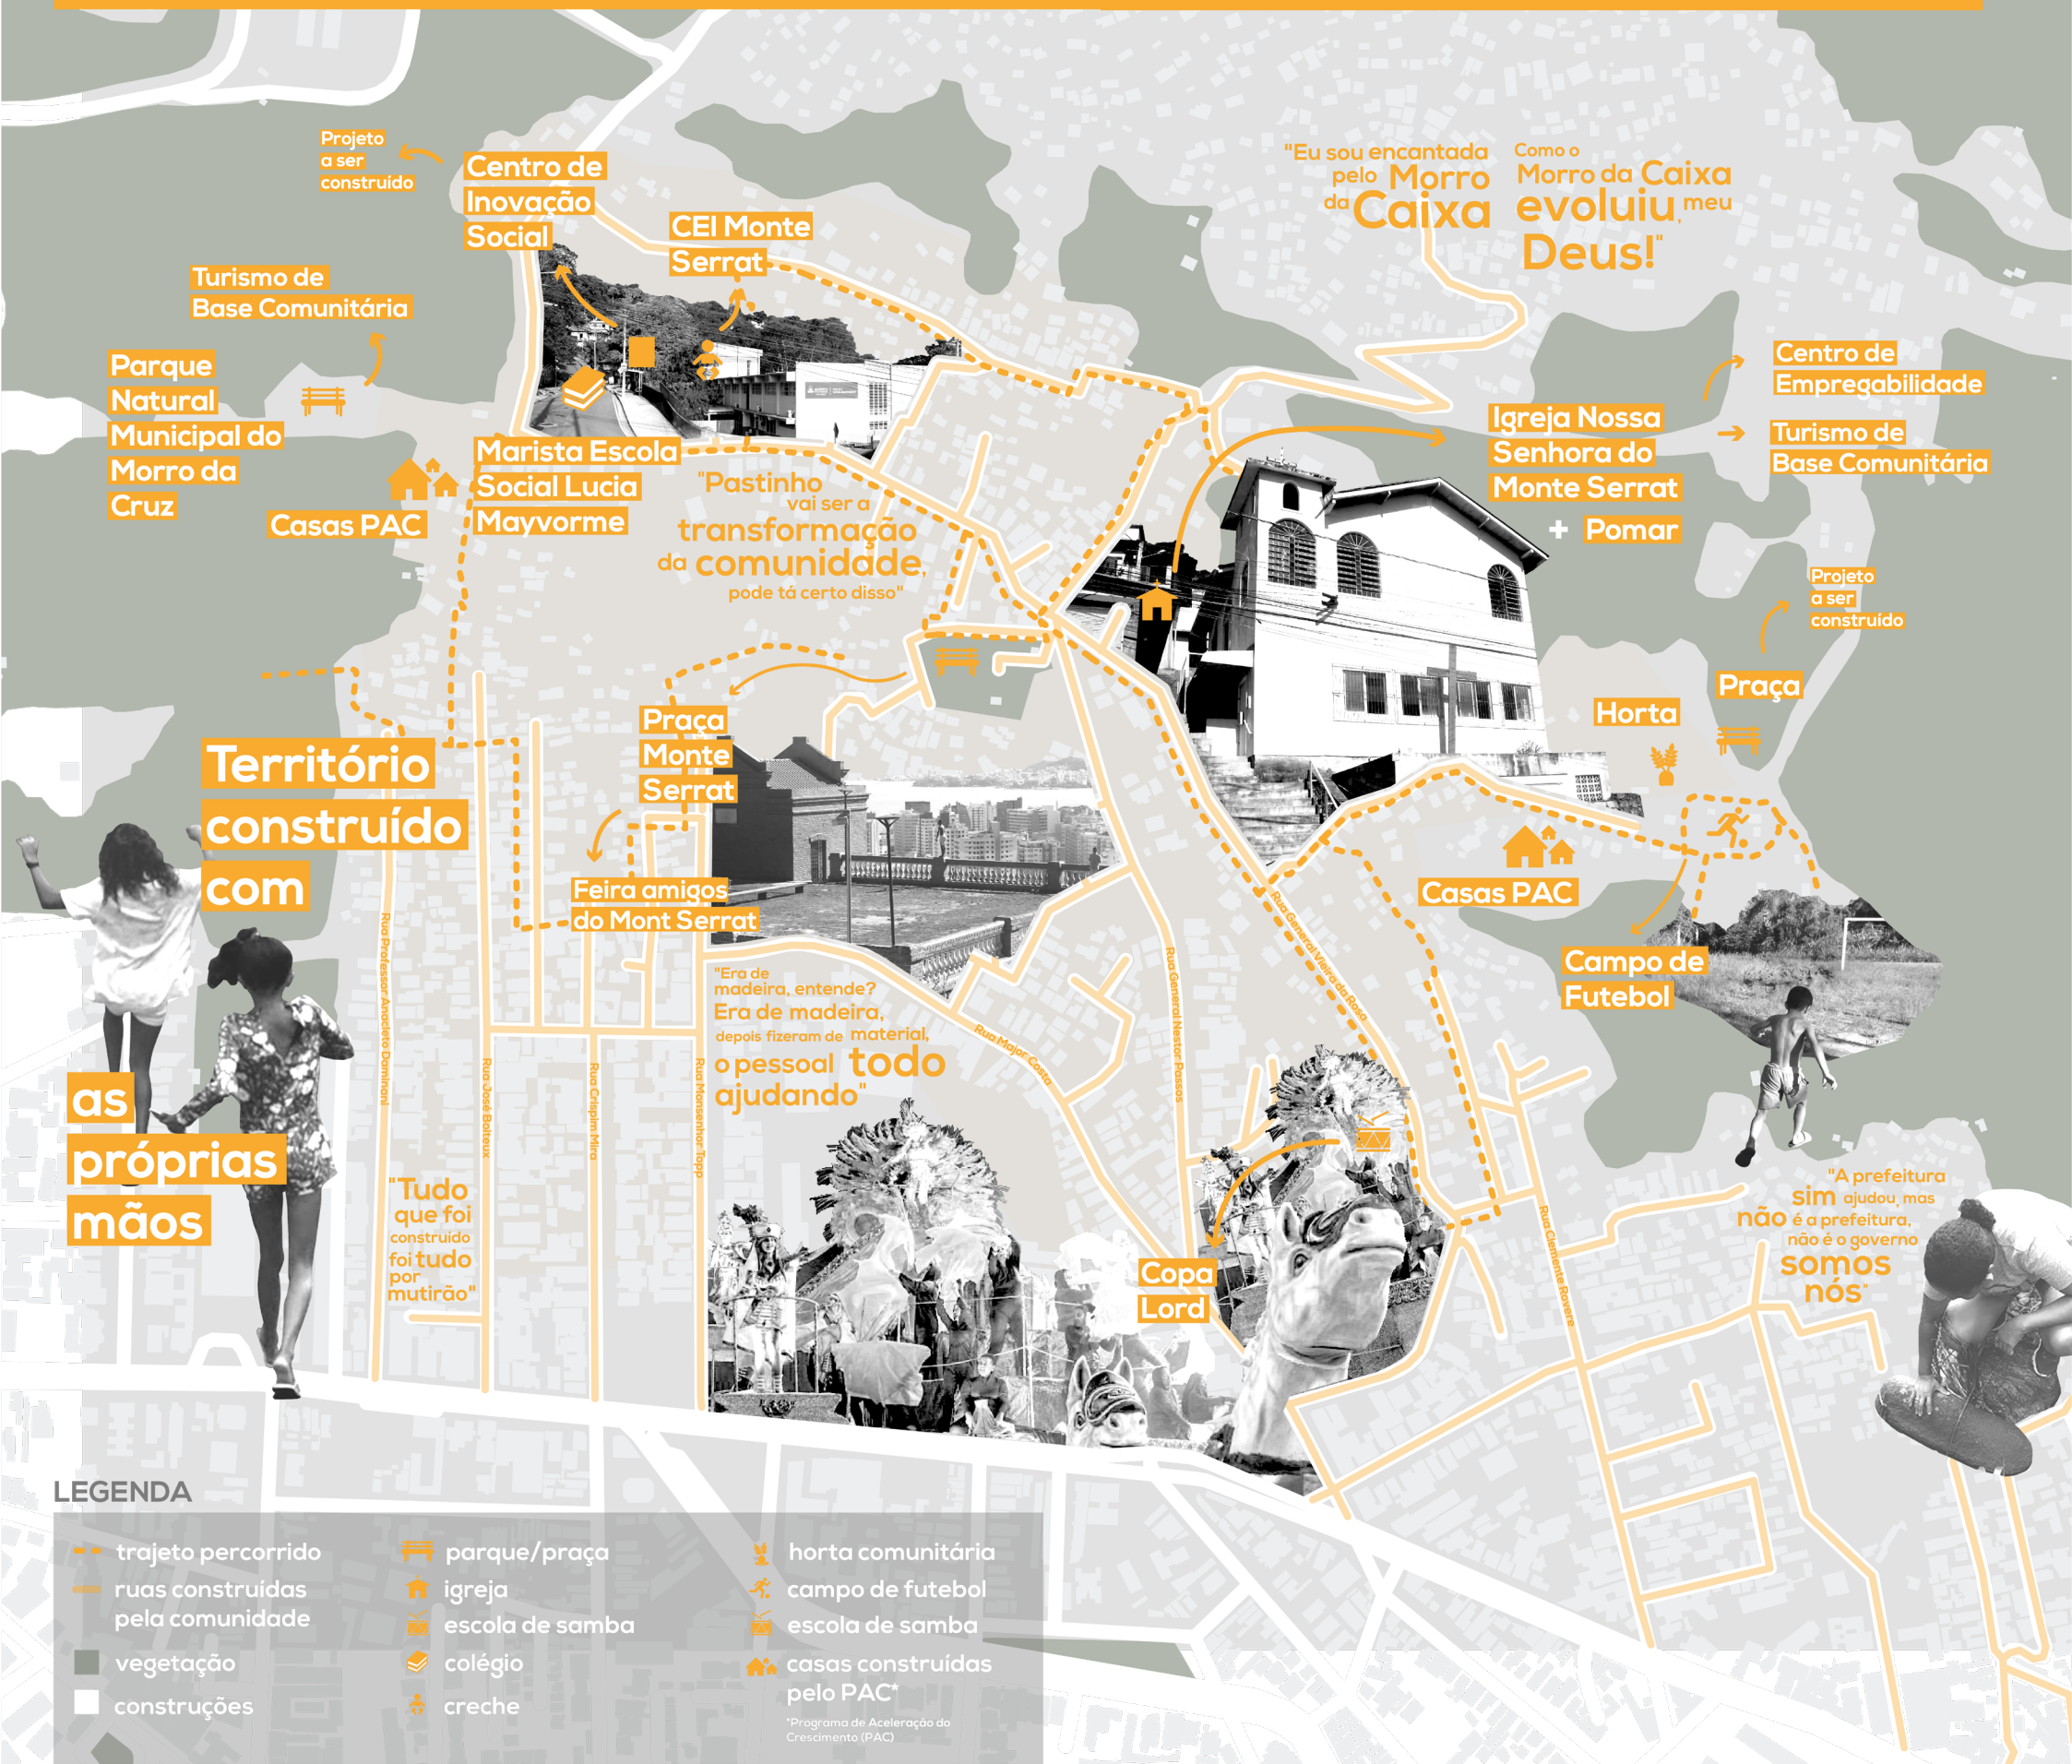 Projeto
a ser
construído
Centro de
Inovação
Social
CEI Monte
Serrat
"Eu sou encantada
pelo Morro
da Caixa
Como o
Morro da Caixa
evoluiu, meu
Deus!"
Turismo de
Base Comunitária
Parque
Natural
Municipal do
Morro da
Cruz
Casas PAC
Marista Escola
Social Lucia
Mayvorme
"Pastinho
vai ser a
transformação
da comunidade,
pode tá certo disso"
Centro de
Empregabilidade
Igreja Nossa
Senhora do
Monte Serrat
+ Pomar
Turismo de
Base Comunitária
Projeto
a ser
construído
Praça
Horta
Praça
Monte
Serrat
Território
construído
com
Feira amigos
do Mont Serrat
Casas PAC
Campo de
Futebol
Rua Professor Anacleto Daminani
Rua José Boiteux
Rua Crispim Mira
Rua Monsenhor Topp
"Era de
madeira, entende?
Era de madeira,
depois fizeram de material,
o pessoal todo
ajudando"
Rua Major Costa
Rua General Nestor Passos
Rua General Vieira da Rosa
Rua Clemente Rovere
as
próprias
mãos
"Tudo
que foi
construido
foi tudo
por
mutirão"
Copa
Lord
"A prefeitura
sim ajudou, mas
não é a prefeitura,
não é o governo
somos
nós"
LEGENDA
trajeto percorrido
ruas construídas
pela comunidade
vegetação
construções
parque/praça
igreja
escola de samba
colégio
creche
horta comunitária
campo de futebol
escola de samba
casas construídas
pelo PAC*
*Programa de Aceleração do
Crescimento (PAC)